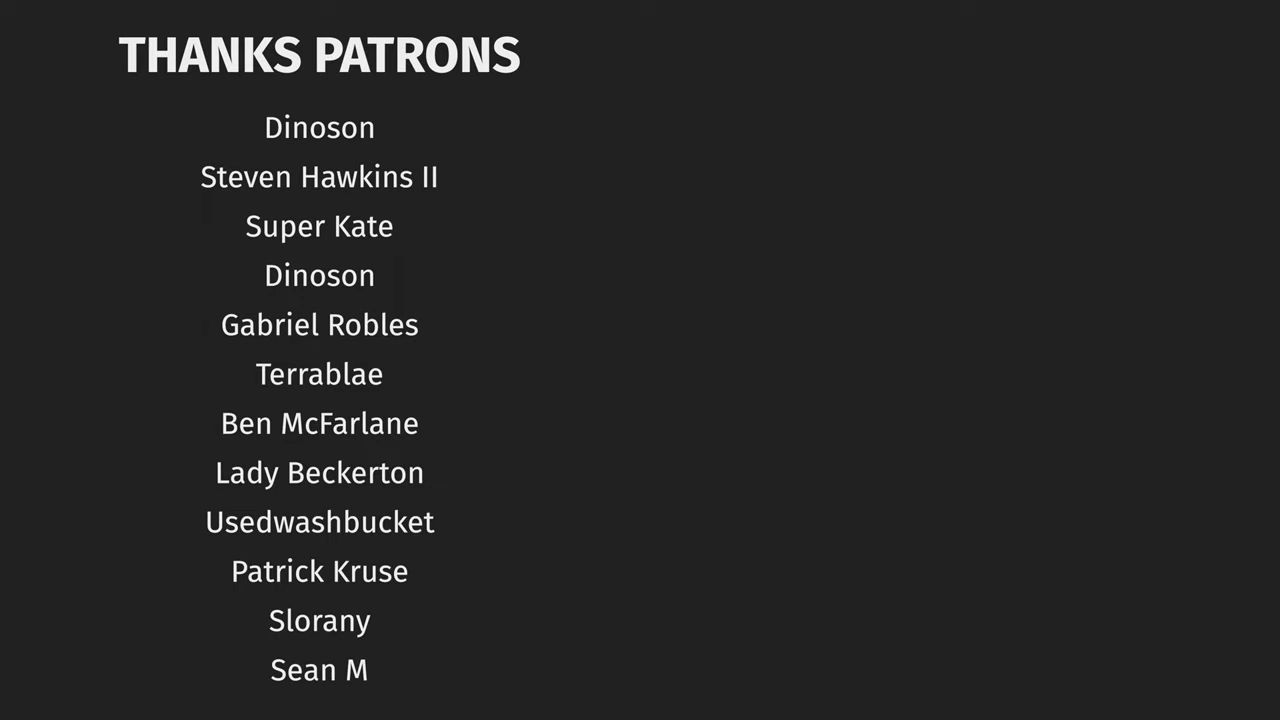 THANKS PATRONS
Dinoson
Steven Hawkins II
Super Kate
Dinoson
Gabriel Robles
Terrablae
Ben McFarlane
Lady Beckerton
Usedwashbucket
Patrick Kruse
Slorany
Sean M